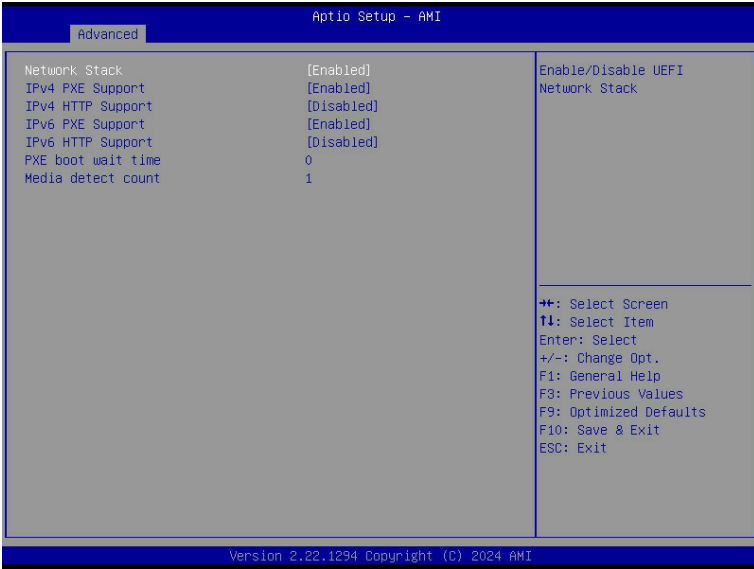 Aptio Setup – AMI
Advanced
Network Stack [Enabled]
IPv4 PXE Support [Enabled]
IPv4 HTTP Support [Disabled]
IPv6 PXE Support [Enabled]
IPv6 HTTP Support [Disabled]
PXE boot wait time 0
Media detect count 1
Enable/Disable UEFI
Network Stack
→←: Select Screen
↑↓: Select Item
Enter: Select
+/-: Change Opt.
F1: General Help
F3: Previous Values
F9: Optimized Defaults
F10: Save & Exit
ESC: Exit
Version 2.22.1294 Copyright (C) 2024 AMI